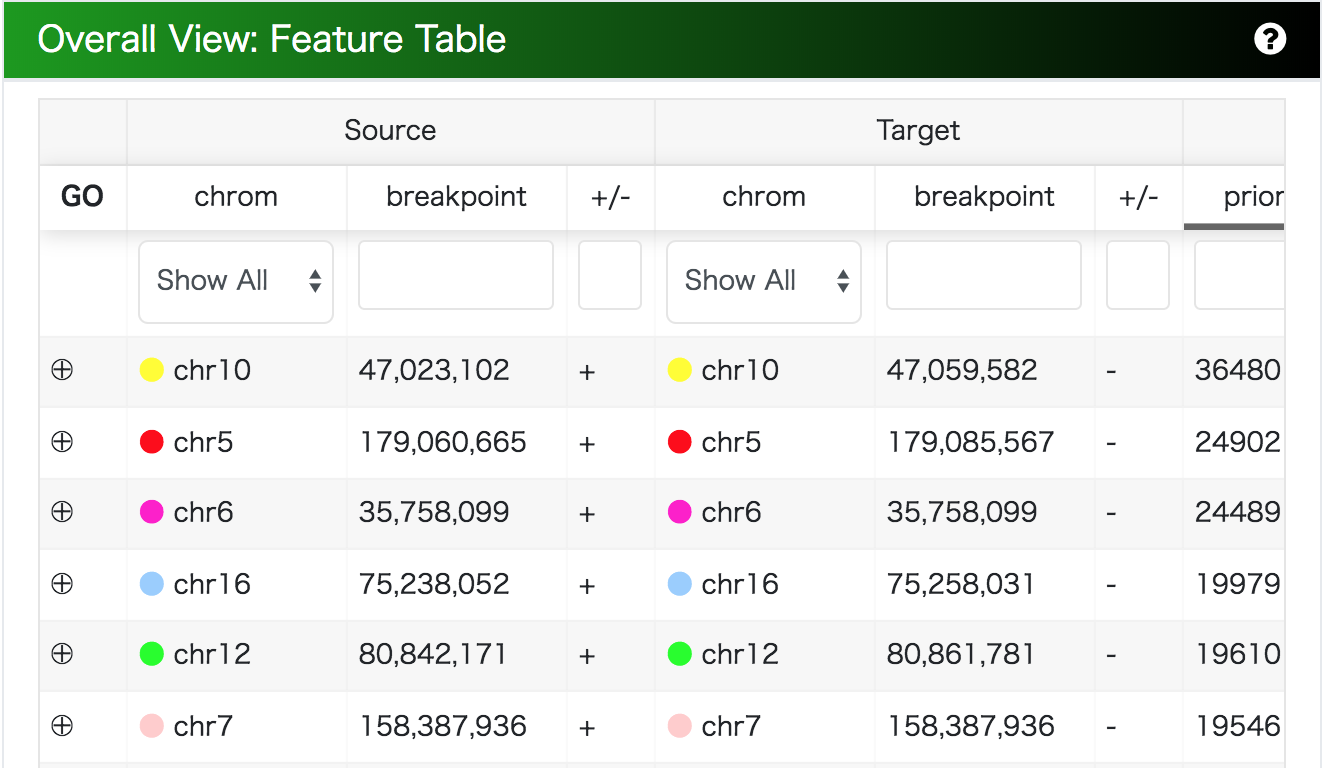 Overall View: Feature Table ?
Source Target
GO chrom breakpoint +/- chrom breakpoint +/- prior
Show All Show All
chr10 47,023,102 + chr10 47,059,582 - 36480
chr5 179,060,665 + chr5 179,085,567 - 24902
chr6 35,758,099 + chr6 35,758,099 - 24489
chr16 75,238,052 + chr16 75,258,031 - 19979
chr12 80,842,171 + chr12 80,861,781 - 19610
chr7 158,387,936 + chr7 158,387,936 - 19546